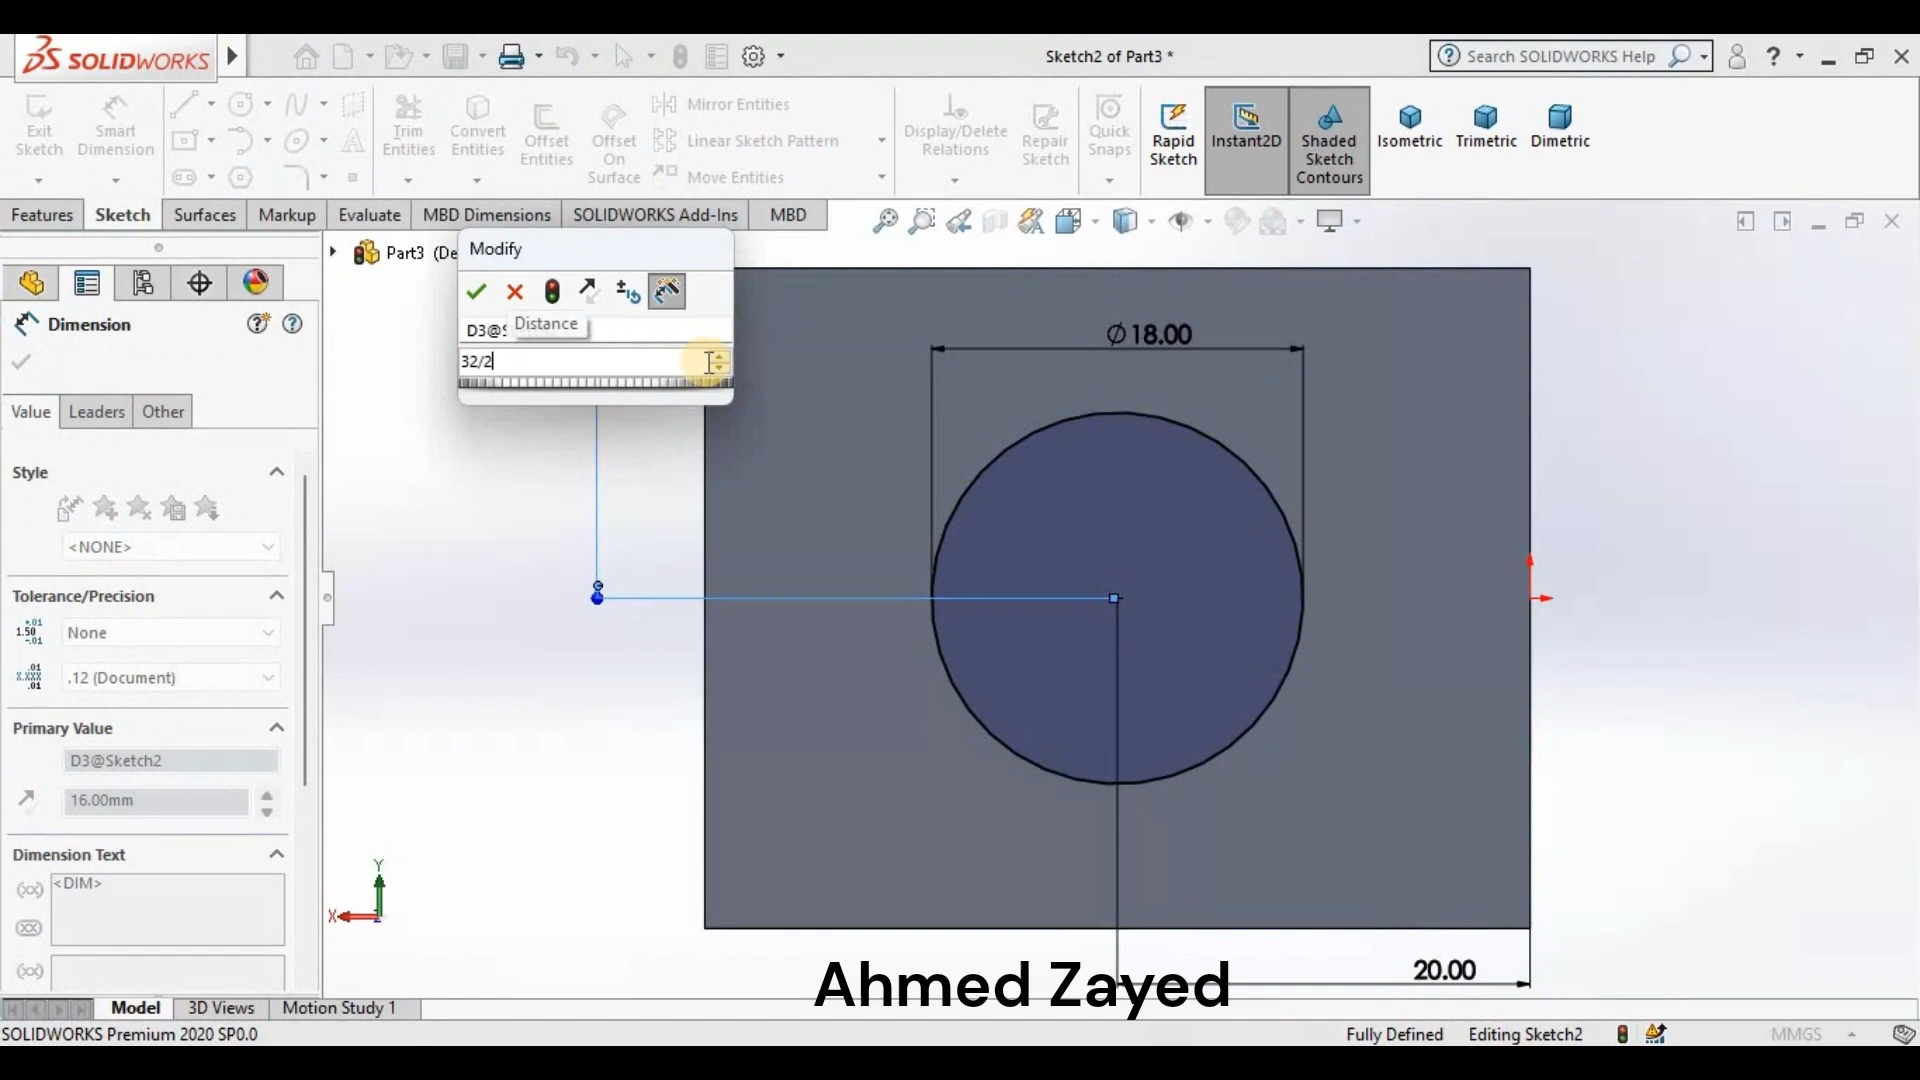 SOLIDWORKS
Sketch2 of Part3 *
Search SOLIDWORKS Help
?
Exit Sketch
Smart Dimension
Trim Entities
Convert Entities
Offset Entities
Offset On Surface
Mirror Entities
Linear Sketch Pattern
Move Entities
Display/Delete Relations
Repair Sketch
Quick Snaps
Rapid Sketch
Instant2D
Shaded Sketch Contours
Isometric
Trimetric
Dimetric
Features
Sketch
Surfaces
Markup
Evaluate
MBD Dimensions
SOLIDWORKS Add-Ins
MBD
Part3 (De
Modify
D3@S
Distance
32/2
Dimension
Value
Leaders
Other
Style
<NONE>
Tolerance/Precision
None
.12 (Document)
Primary Value
D3@Sketch2
16.00mm
Dimension Text
<DIM>
Ø18.00
20.00
Y
X
Ahmed Zayed
Model
3D Views
Motion Study 1
SOLIDWORKS Premium 2020 SP0.0
Fully Defined
Editing Sketch2
MMGS